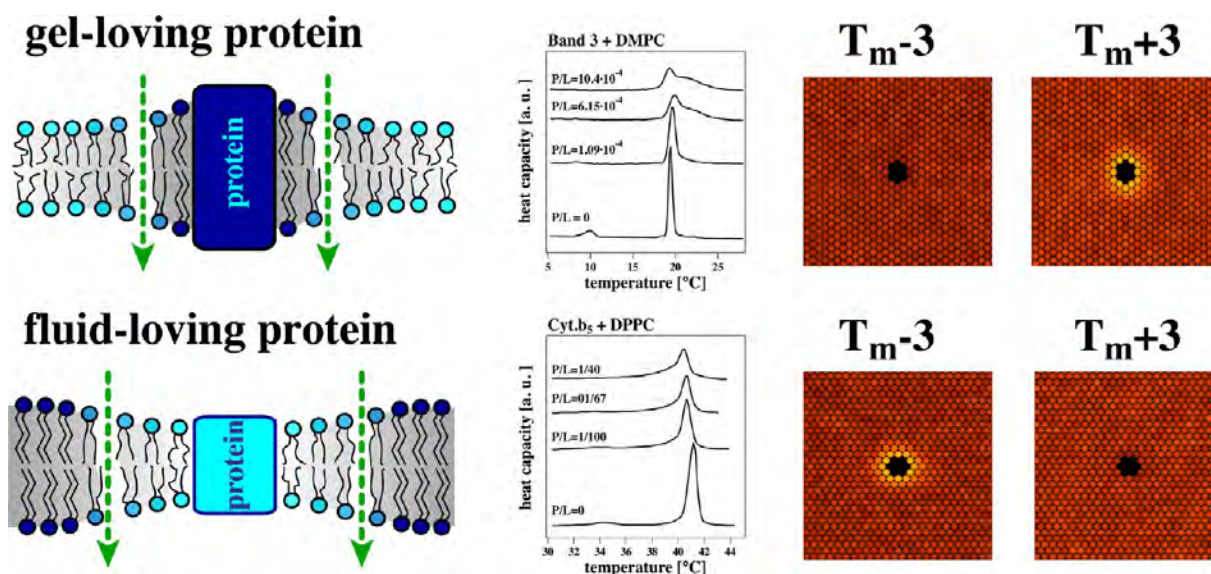 gel-loving protein
protein
Band 3 + DMPC
P/L=10.4·10⁻⁴
P/L=6.15·10⁻⁴
P/L=1.09·10⁻⁴
P/L = 0
heat capacity [a. u.]
5 10 15 20 25
temperature [°C]
Tₘ-3
Tₘ+3
fluid-loving protein
protein
Cyt.b₅ + DPPC
P/L=1/40
P/L=01/67
P/L=1/100
P/L=0
heat capacity [a. u.]
30 32 34 36 38 40 42 44
temperature [°C]
Tₘ-3
Tₘ+3